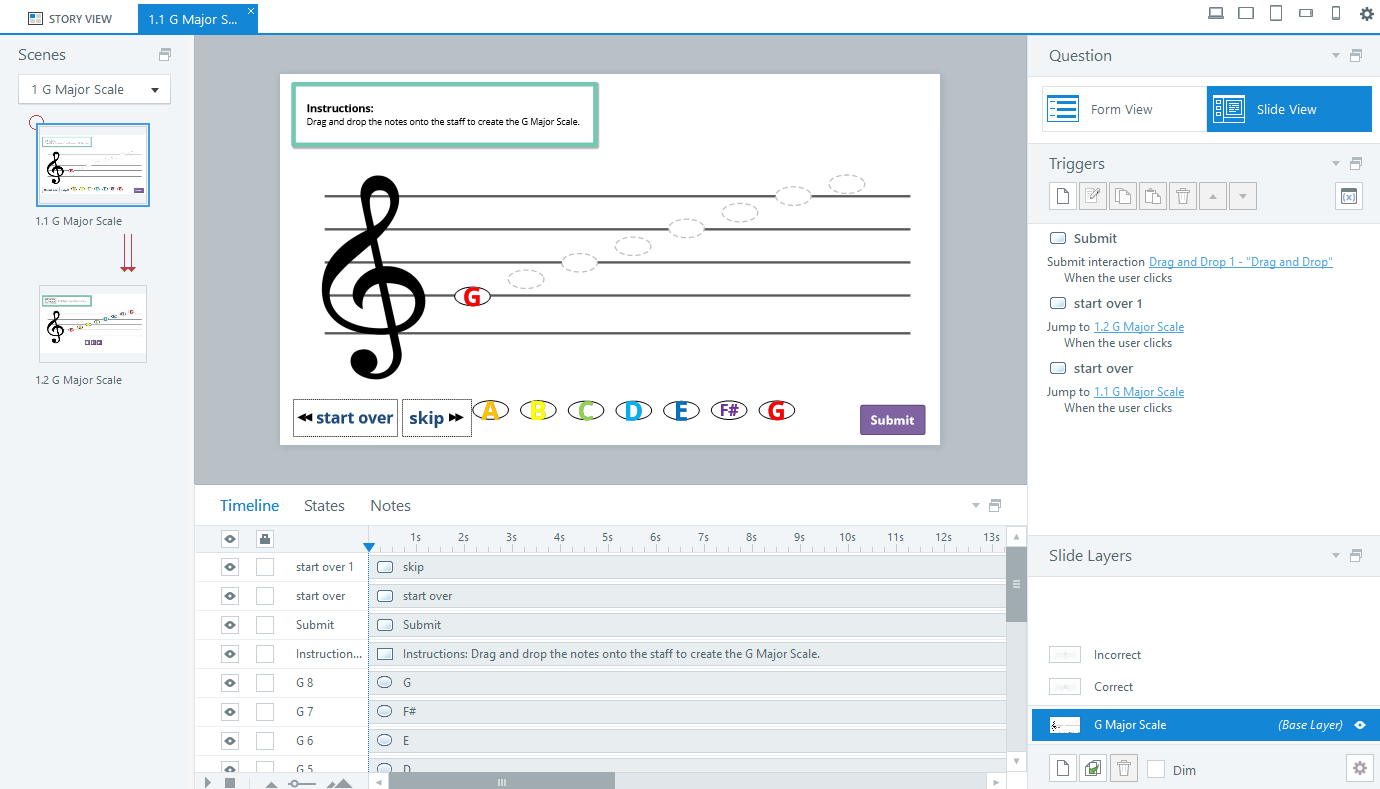 STORY VIEW
1.1 G Major S...
Scenes
1 G Major Scale
1.1 G Major Scale
1.2 G Major Scale
Instructions:
Drag and drop the notes onto the staff to create the G Major Scale.
G
start over
skip
A B C D E F# G
Submit
Timeline States Notes
1s 2s 3s 4s 5s 6s 7s 8s 9s 10s 11s 12s 13s
start over 1 skip
start over start over
Submit Submit
Instruction... Instructions: Drag and drop the notes onto the staff to create the G Major Scale.
G 8 G
G 7 F#
G 6 E
G 5 D
Question
Form View
Slide View
Triggers
(x)
Submit
Submit interaction Drag and Drop 1 - "Drag and Drop"
When the user clicks
start over 1
Jump to 1.2 G Major Scale
When the user clicks
start over
Jump to 1.1 G Major Scale
When the user clicks
Slide Layers
Incorrect
Correct
G Major Scale (Base Layer)
Dim